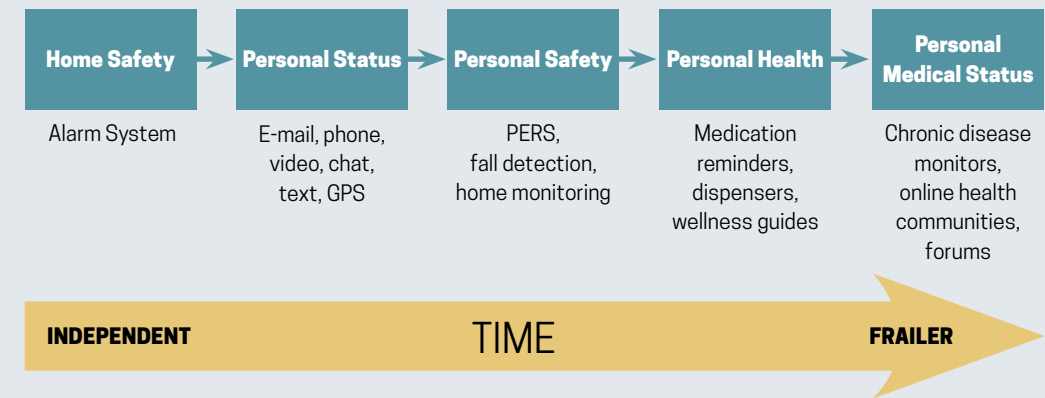 Home Safety
Personal Status
Personal Safety
Personal Health
Personal
Medical Status
Alarm System
E-mail, phone,
video, chat,
text, GPS
PERS,
fall detection,
home monitoring
Medication
reminders,
dispensers,
wellness guides
Chronic disease
monitors,
online health
communities,
forums
INDEPENDENT
TIME
FRAILER